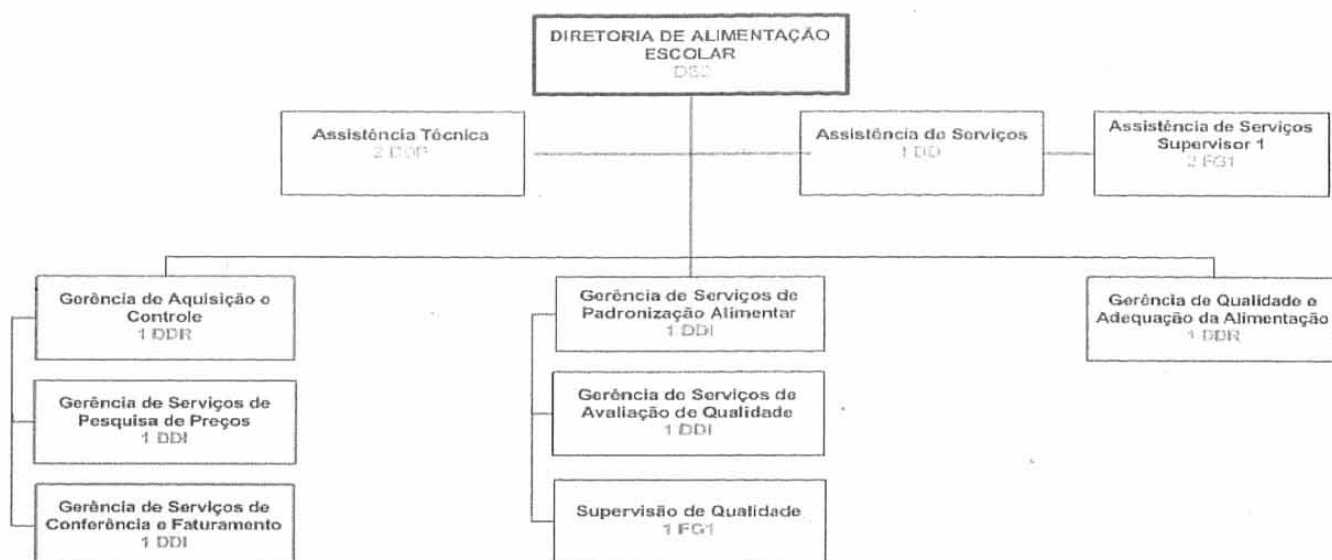 DIRETORIA DE ALIMENTAÇÃO
ESCOLAR
Assistência Técnica
Assistência de Serviços
1 DDI
Assistência de Serviços
Supervisor 1
2 FG1
Gerência de Aquisição e
Controle
1 DDR
Gerência de Serviços de
Pesquisa de Preços
1 DDI
Gerência de Serviços de
Conferência e Faturamento
1 DDI
Gerência de Serviços de
Padronização Alimentar
1 DDI
Gerência de Serviços de
Avaliação de Qualidade
1 DDI
Supervisão de Qualidade
1 FG1
Gerência de Qualidade e
Adequação da Alimentação
1 DDR